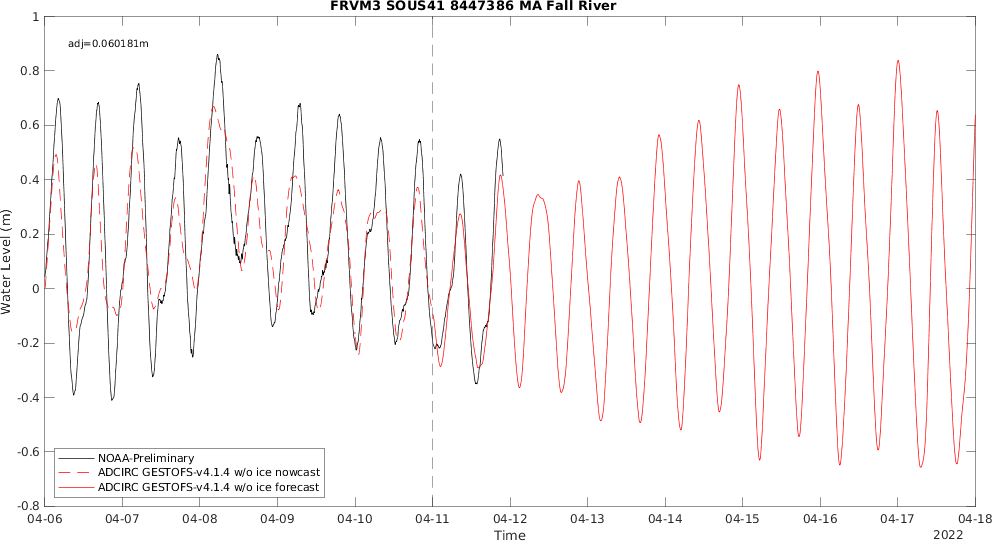 FRVM3 SOUS41 8447386 MA Fall River
adj=0.060181m
1
0.8
0.6
0.4
0.2
0
-0.2
-0.4
-0.6
-0.8
Water Level (m)
NOAA-Preliminary
ADCIRC GESTOFS-v4.1.4 w/o ice nowcast
ADCIRC GESTOFS-v4.1.4 w/o ice forecast
04-06 04-07 04-08 04-09 04-10 04-11 04-12 04-13 04-14 04-15 04-16 04-17 04-18
Time
2022